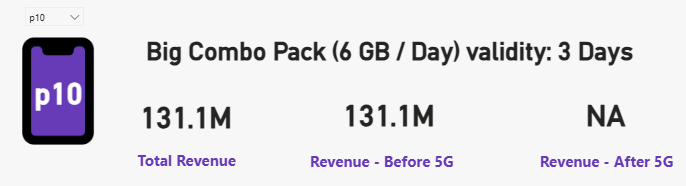 p10
p10
Big Combo Pack (6 GB / Day) validity: 3 Days
131.1M
131.1M
NA
Total Revenue
Revenue - Before 5G
Revenue - After 5G